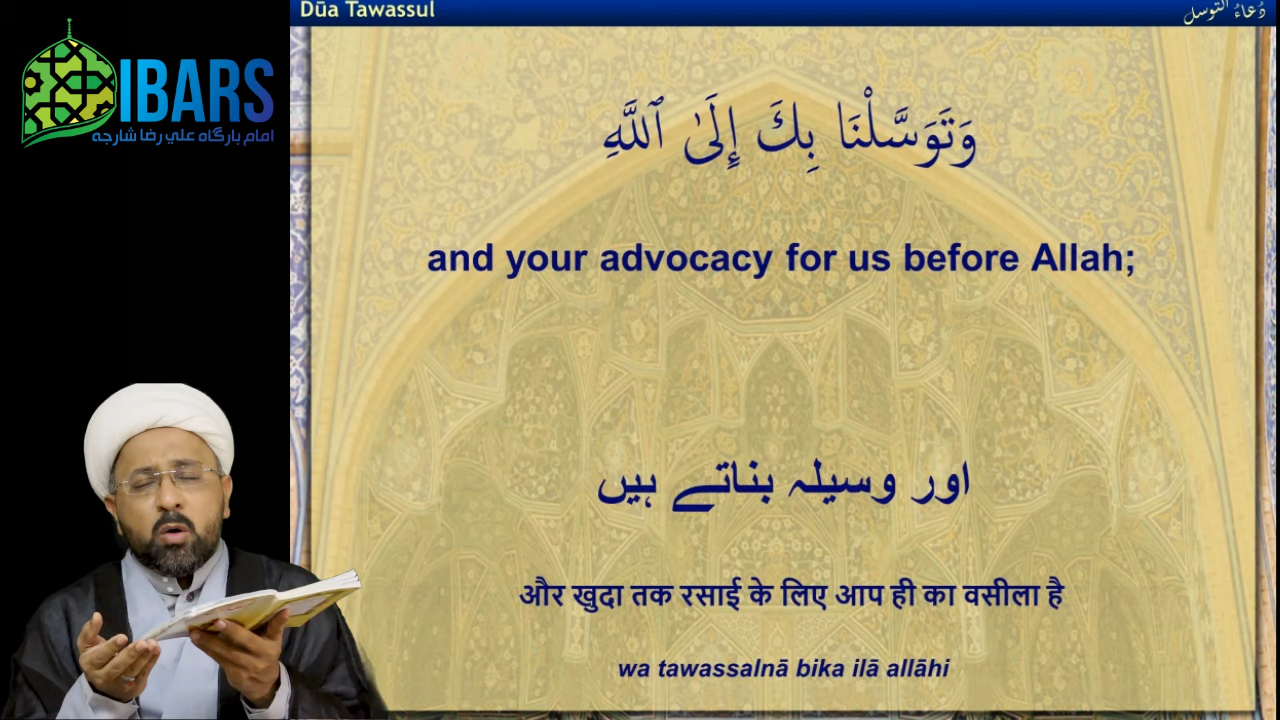 Dūa Tawassul
دُعاءُ التوسل
IBARS
امام بارگاه علي رضا شارجه
وَتَوَسَّلْنَا بِكَ إِلَىٰ ٱللَّهِ
and your advocacy for us before Allah;
اور وسیلہ بناتے ہیں
और खुदा तक रसाई के लिए आप ही का वसीला है
wa tawassalnā bika ilā allāhi